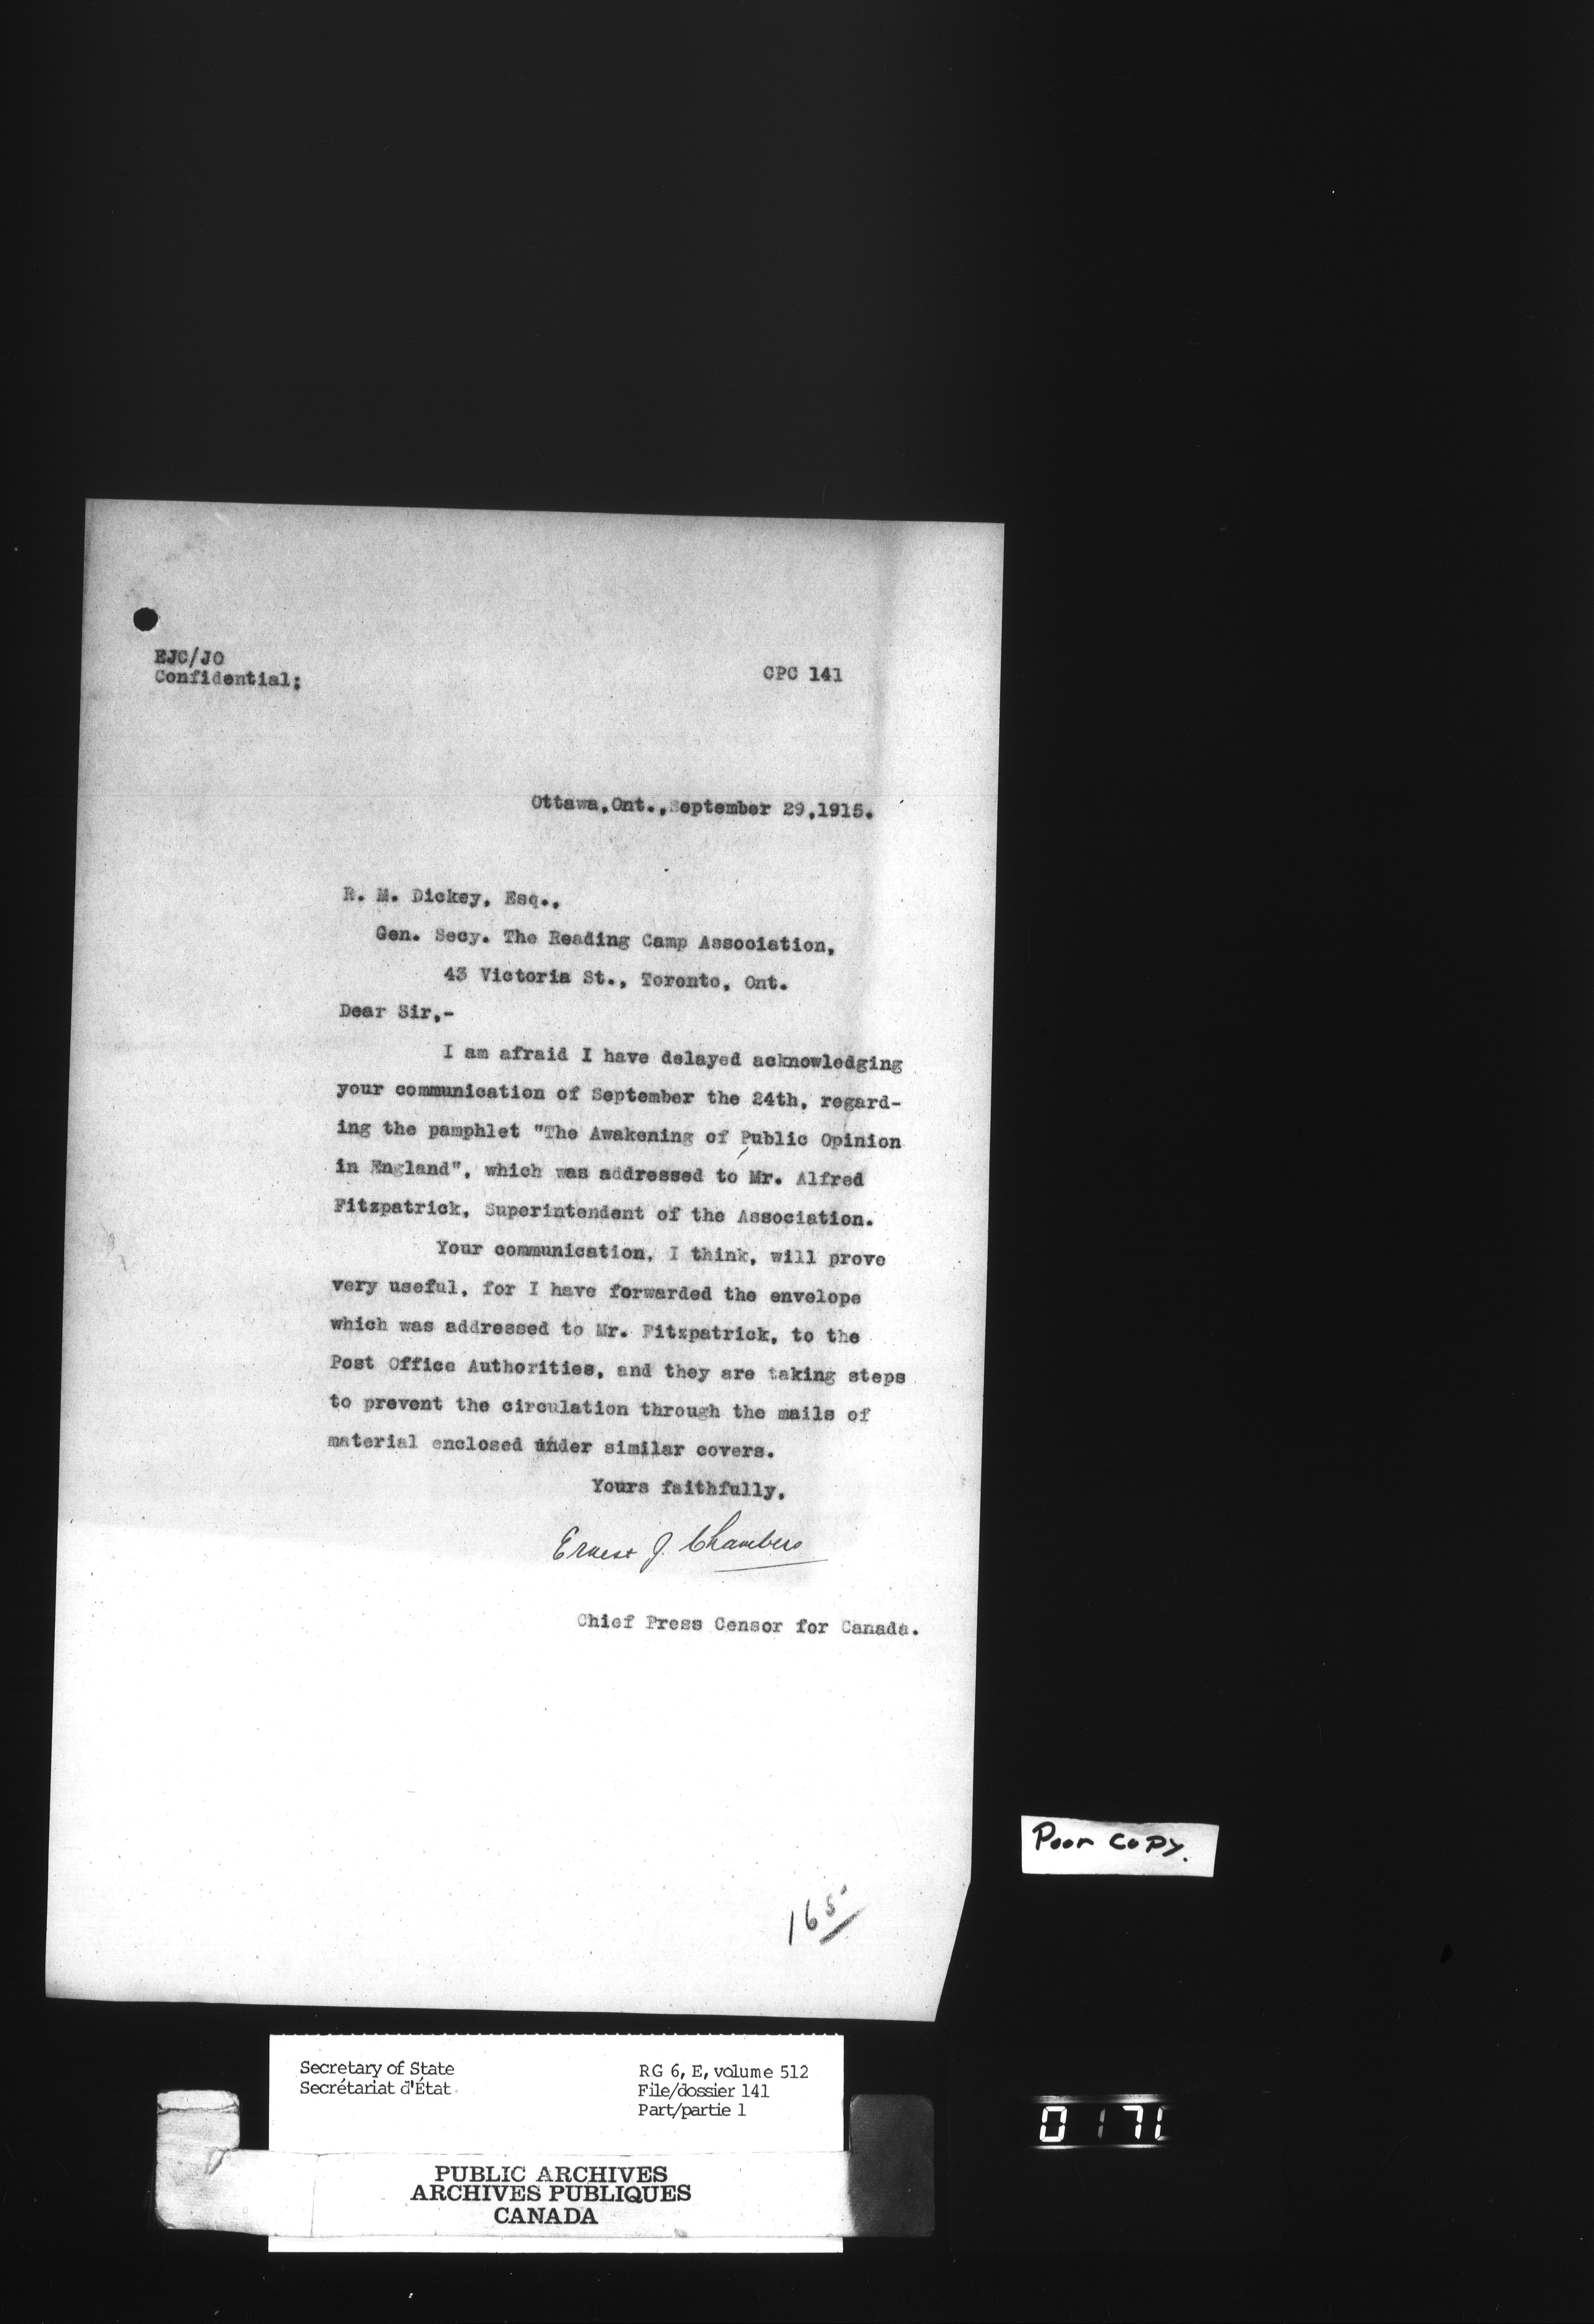 EJC/JO
Confidential;
CPC 141
Ottawa,Ont.,September 29,1915.
R. M. Dickey, Esq.,
Gen. Secy. The Reading Camp Association,
43 Victoria St., Toronto, Ont.
Dear Sir,-
I am afraid I have delayed acknowledging
your communication of September the 24th, regard-
ing the pamphlet "The Awakening of Public Opinion
in England", which was addressed to Mr. Alfred
Fitzpatrick, Superintendent of the Association.
Your communication, I think, will prove
very useful, for I have forwarded the envelope
which was addressed to Mr. Fitzpatrick, to the
Post Office Authorities, and they are taking steps
to prevent the circulation through the mails of
material enclosed under similar covers.
Yours faithfully,
Ernest J. Chambers
Chief Press Censor for Canada.
Poor copy.
165
Secretary of State
Secrétariat d'État
RG 6, E, volume 512
File/dossier 141
Part/partie 1
0171
PUBLIC ARCHIVES
ARCHIVES PUBLIQUES
CANADA